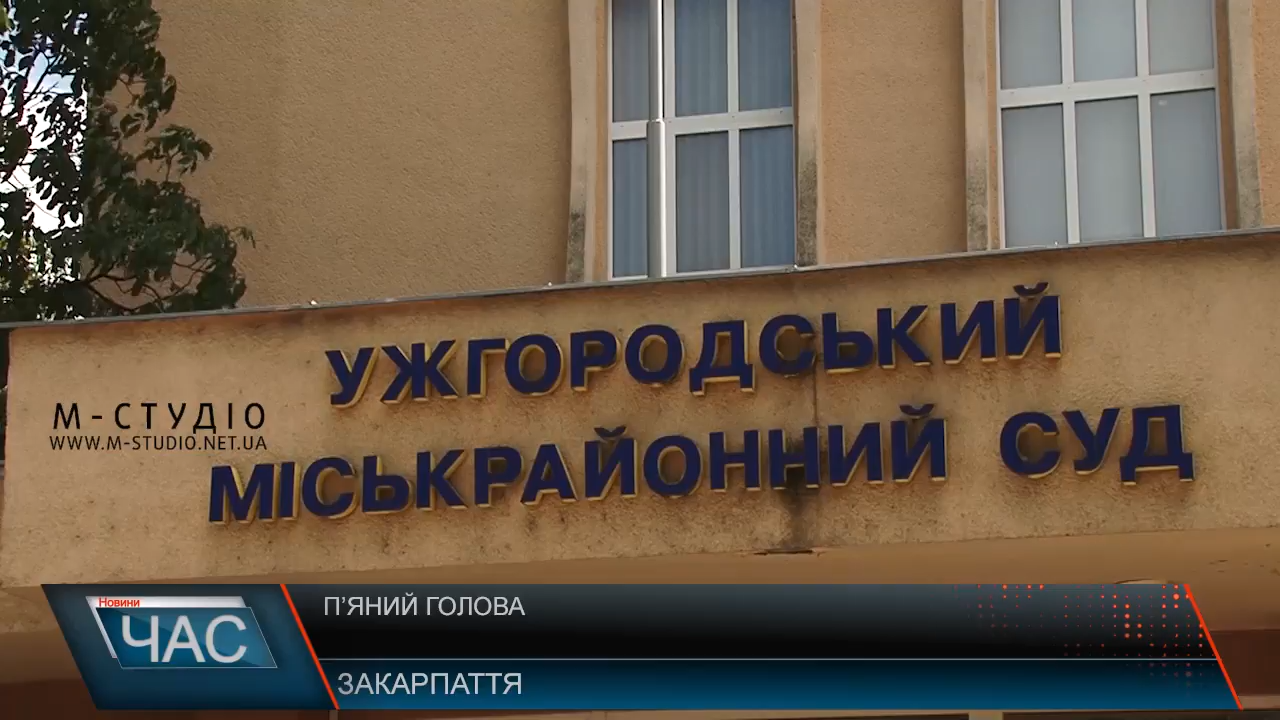 УЖГОРОДСЬКИЙ
МІСЬКРАЙОННИЙ СУД
М-СТУДІО
WWW.M-STUDIO.NET.UA
Новини
ЧАС
П’ЯНИЙ ГОЛОВА
ЗАКАРПАТТЯ